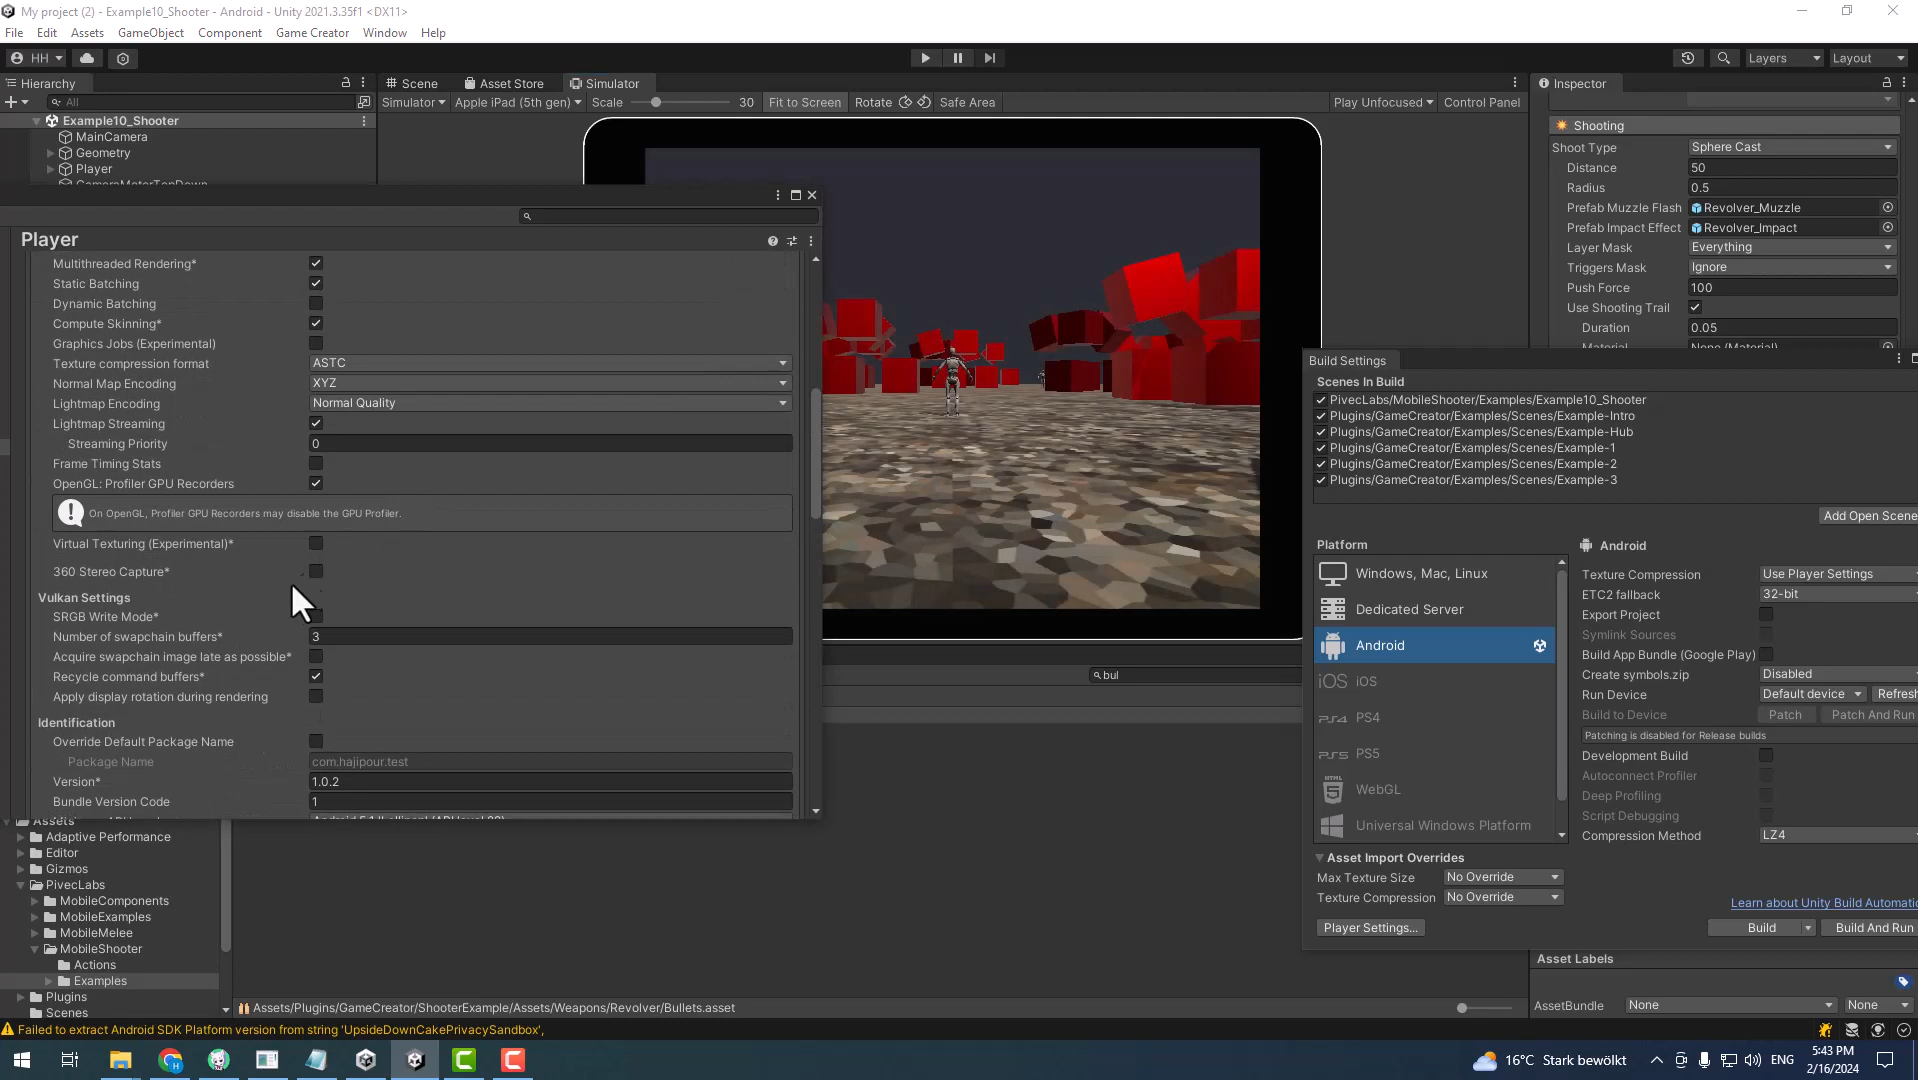 My project (2) - Example10_Shooter - Android - Unity 2021.3.35f1 <DX11>
File Edit Assets GameObject Component Game Creator Window Help
HH Layers Layout
Hierarchy
All
Example10_Shooter
MainCamera
Geometry
Player
CameraMotorTopDown
Scene Asset Store Simulator
Simulator Apple iPad (5th gen) Scale 30 Fit to Screen Rotate Safe Area Play Unfocused Control Panel
Player
Multithreaded Rendering*
Static Batching
Dynamic Batching
Compute Skinning*
Graphics Jobs (Experimental)
Texture compression format ASTC
Normal Map Encoding XYZ
Lightmap Encoding Normal Quality
Lightmap Streaming
Streaming Priority 0
Frame Timing Stats
OpenGL: Profiler GPU Recorders
On OpenGL, Profiler GPU Recorders may disable the GPU Profiler.
Virtual Texturing (Experimental)*
360 Stereo Capture*
Vulkan Settings
SRGB Write Mode*
Number of swapchain buffers* 3
Acquire swapchain image late as possible*
Recycle command buffers*
Apply display rotation during rendering
Identification
Override Default Package Name
Package Name com.hajipour.test
Version* 1.0.2
Bundle Version Code 1
Inspector
Shooting
Shoot Type Sphere Cast
Distance 50
Radius 0.5
Prefab Muzzle Flash Revolver_Muzzle
Prefab Impact Effect Revolver_Impact
Layer Mask Everything
Triggers Mask Ignore
Push Force 100
Use Shooting Trail
Duration 0.05
Material None (Material)
Build Settings
Scenes In Build
PivecLabs/MobileShooter/Examples/Example10_Shooter
Plugins/GameCreator/Examples/Scenes/Example-Intro
Plugins/GameCreator/Examples/Scenes/Example-Hub
Plugins/GameCreator/Examples/Scenes/Example-1
Plugins/GameCreator/Examples/Scenes/Example-2
Plugins/GameCreator/Examples/Scenes/Example-3
Add Open Scene
Platform
Windows, Mac, Linux
Dedicated Server
Android
iOS iOS
PS4
PS5
HTML WebGL
Universal Windows Platform
Android
Texture Compression Use Player Settings
ETC2 fallback 32-bit
Export Project
Symlink Sources
Build App Bundle (Google Play)
Create symbols.zip Disabled
Run Device Default device Refresh
Build to Device Patch Patch And Run
Patching is disabled for Release builds
Development Build
Autoconnect Profiler
Deep Profiling
Script Debugging
Compression Method LZ4
Asset Import Overrides
Max Texture Size No Override
Texture Compression No Override
Learn about Unity Build Automatio
Player Settings... Build Build And Run
bul
Assets
Adaptive Performance
Editor
Gizmos
PivecLabs
MobileComponents
MobileExamples
MobileMelee
MobileShooter
Actions
Examples
Plugins
Scenes
Assets/Plugins/GameCreator/ShooterExample/Assets/Weapons/Revolver/Bullets.asset
Asset Labels
AssetBundle None None
Failed to extract Android SDK Platform version from string 'UpsideDownCakePrivacySandbox',
16°C Stark bewölkt ENG 5:43 PM
2/16/2024